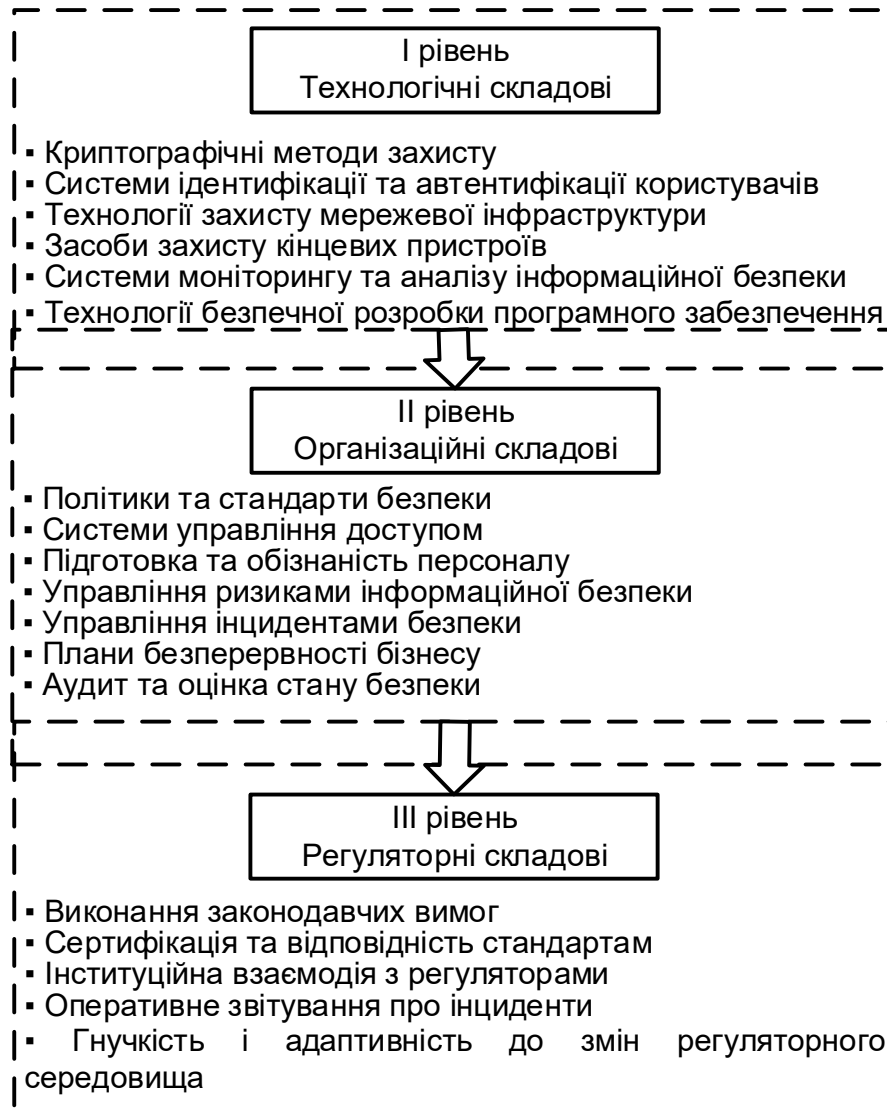 І рівень
Технологічні складові
▪ Криптографічні методи захисту
▪ Системи ідентифікації та автентифікації користувачів
▪ Технології захисту мережевої інфраструктури
▪ Засоби захисту кінцевих пристроїв
▪ Системи моніторингу та аналізу інформаційної безпеки
▪ Технології безпечної розробки програмного забезпечення
ІІ рівень
Організаційні складові
▪ Політики та стандарти безпеки
▪ Системи управління доступом
▪ Підготовка та обізнаність персоналу
▪ Управління ризиками інформаційної безпеки
▪ Управління інцидентами безпеки
▪ Плани безперервності бізнесу
▪ Аудит та оцінка стану безпеки
ІІІ рівень
Регуляторні складові
▪ Виконання законодавчих вимог
▪ Сертифікація та відповідність стандартам
▪ Інституційна взаємодія з регуляторами
▪ Оперативне звітування про інциденти
▪ Гнучкість і адаптивність до змін регуляторного
середовища